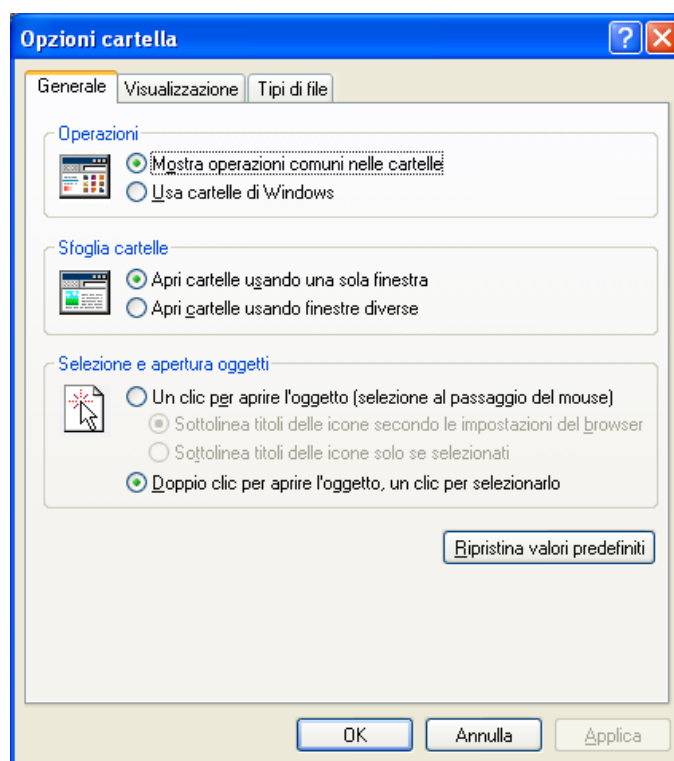 Opzioni cartella
Generale Visualizzazione Tipi di file
Operazioni
Mostra operazioni comuni nelle cartelle
Usa cartelle di Windows
Sfoglia cartelle
Apri cartelle usando una sola finestra
Apri cartelle usando finestre diverse
Selezione e apertura oggetti
Un clic per aprire l'oggetto (selezione al passaggio del mouse)
Sottolinea titoli delle icone secondo le impostazioni del browser
Sottolinea titoli delle icone solo se selezionati
Doppio clic per aprire l'oggetto, un clic per selezionarlo
Ripristina valori predefiniti
OK Annulla Applica